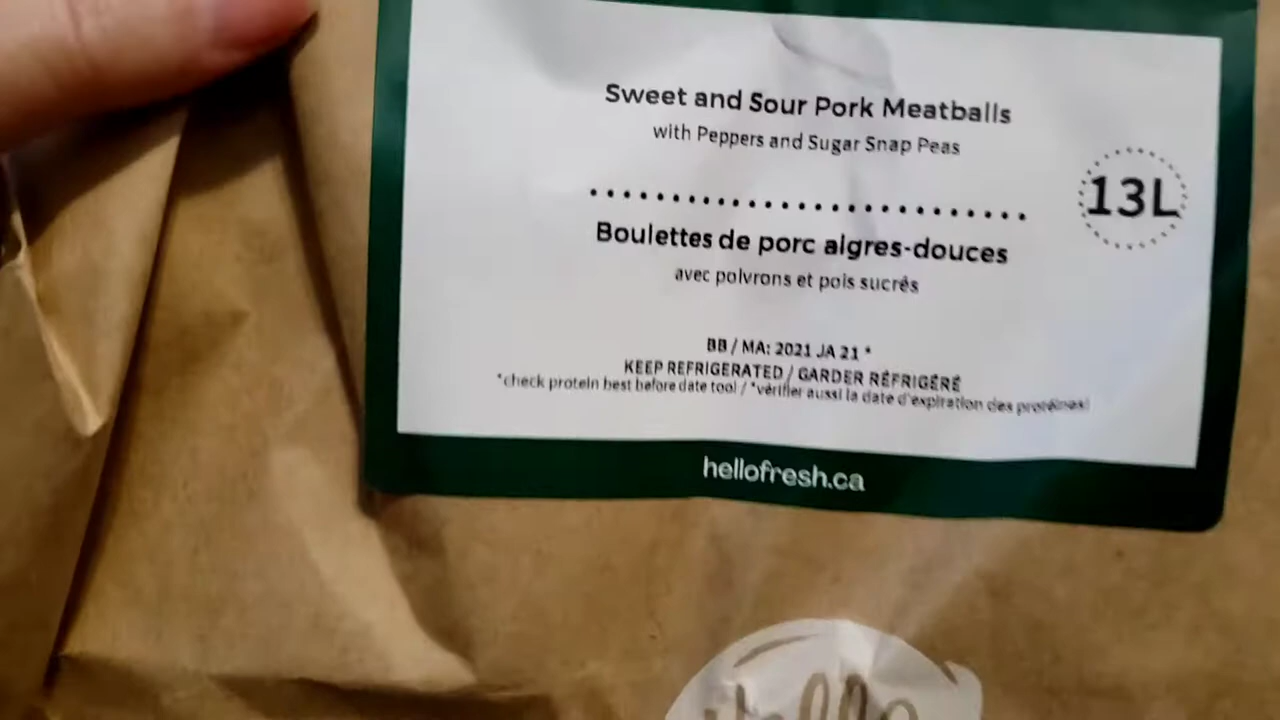 Sweet and Sour Pork Meatballs
with Peppers and Sugar Snap Peas
13L
Boulettes de porc aigres-douces
avec poivrons et pois sucrés
BB / MA: 2021 JA 21 *
KEEP REFRIGERATED / GARDER RÉFRIGÉRÉ
*check protein best before date too! / *vérifier aussi la date d'expiration des protéines!
hellofresh.ca
Hello